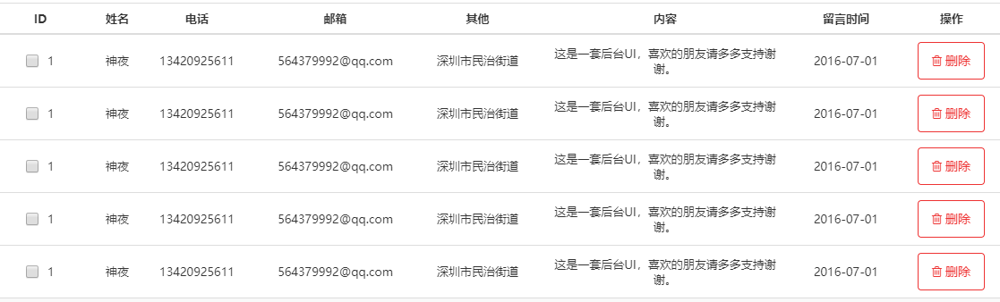 ID 姓名 电话 邮箱 其他 内容 留言时间 操作
1 神夜 13420925611 564379992@qq.com 深圳市民治街道 这是一套后台UI，喜欢的朋友请多多支持谢 2016-07-01 删除
谢。
1 神夜 13420925611 564379992@qq.com 深圳市民治街道 这是一套后台UI，喜欢的朋友请多多支持谢 2016-07-01 删除
谢。
1 神夜 13420925611 564379992@qq.com 深圳市民治街道 这是一套后台UI，喜欢的朋友请多多支持谢 2016-07-01 删除
谢。
1 神夜 13420925611 564379992@qq.com 深圳市民治街道 这是一套后台UI，喜欢的朋友请多多支持谢 2016-07-01 删除
谢。
1 神夜 13420925611 564379992@qq.com 深圳市民治街道 这是一套后台UI，喜欢的朋友请多多支持谢 2016-07-01 删除
谢。